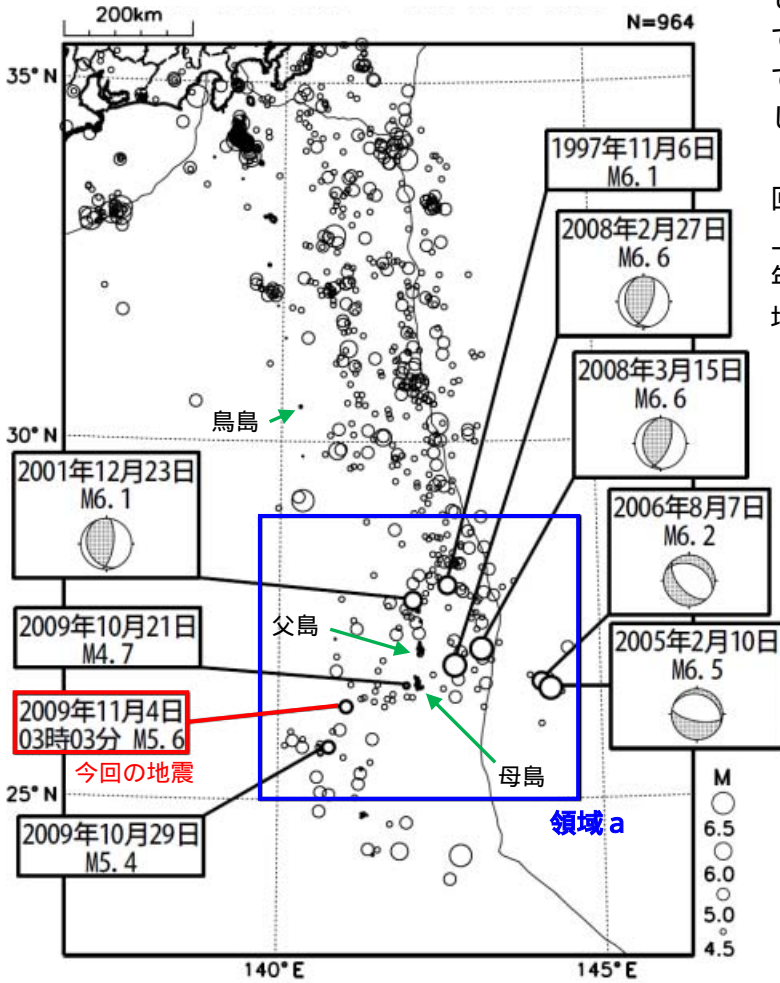 200km
N=964
35°N
30°N
25°N
140°E
145°E
1997年11月6日
M6.1
2008年2月27日
M6.6
2008年3月15日
M6.6
2006年8月7日
M6.2
2005年2月10日
M6.5
2001年12月23日
M6.1
2009年10月21日
M4.7
2009年11月4日
03時03分 M5.6
今回の地震
2009年10月29日
M5.4
鳥島
父島
母島
領域a
M
6.5
6.0
5.0
4.5
て
て
年